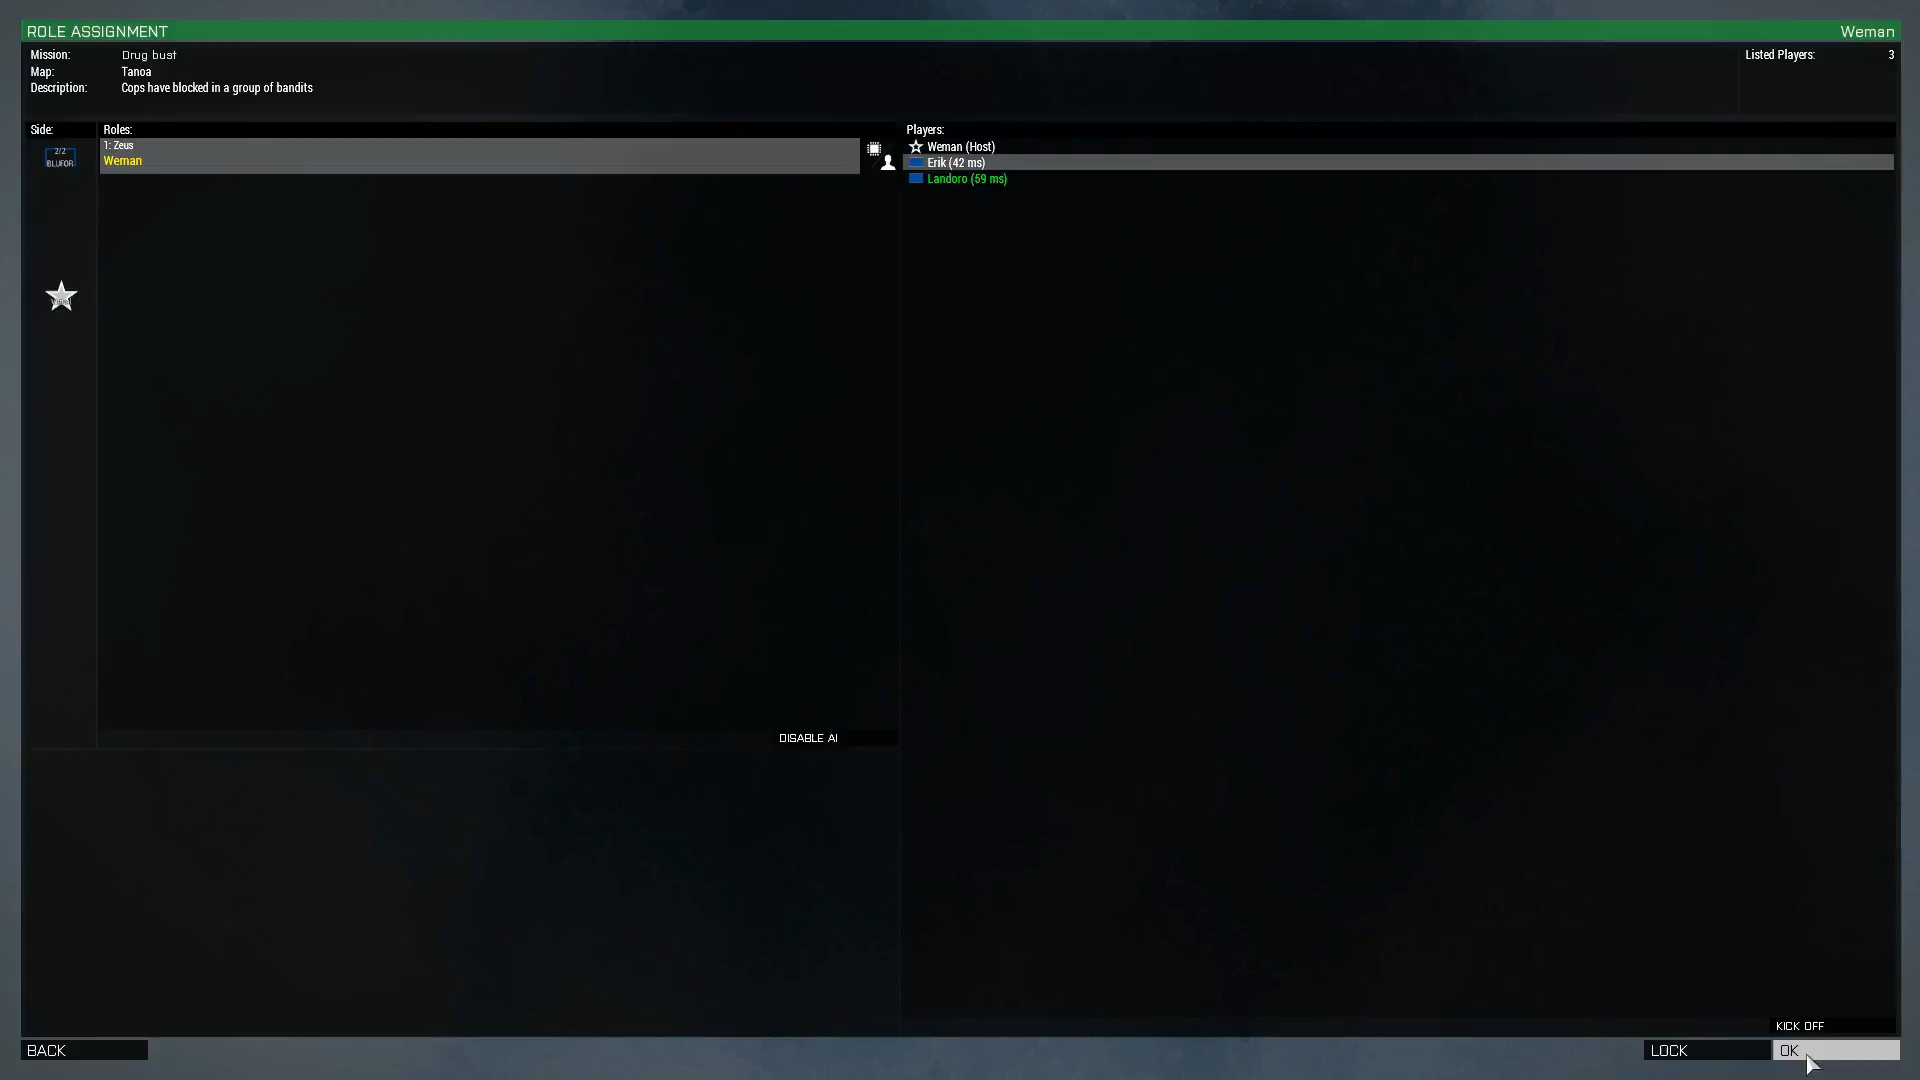 ROLE ASSIGNMENT
Weman
Mission: Drug bust
Listed Players: 3
Map: Tanoa
Description: Cops have blocked in a group of bandits
Side:
Roles:
Players:
2/2
BLUFOR
1: Zeus
Weman
Weman (Host)
Erik (42 ms)
Landoro (59 ms)
DISABLE AI
KICK OFF
BACK
LOCK
OK